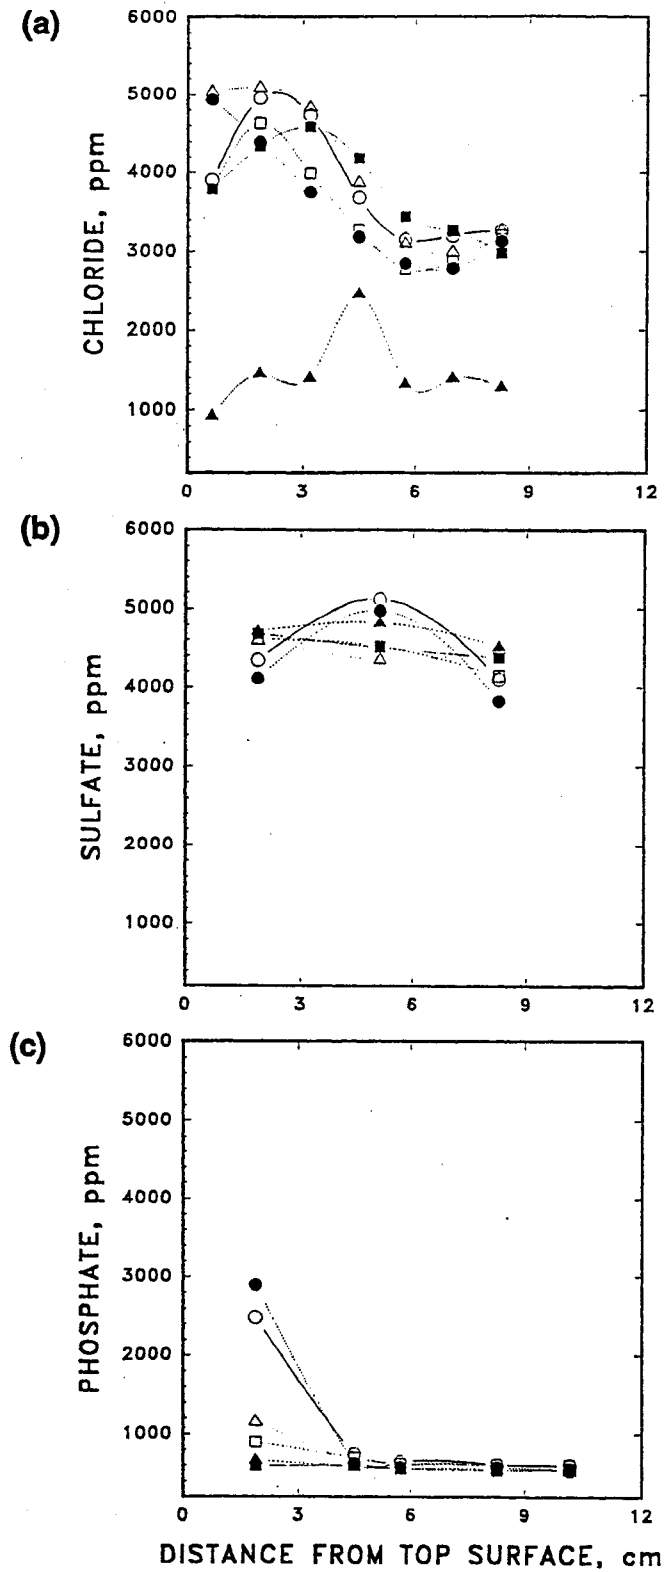 (a)
6000
5000
4000
3000
2000
1000
CHLORIDE, ppm
0 3 6 9 12
(b)
6000
5000
4000
3000
2000
1000
SULFATE, ppm
0 3 6 9 12
(c)
6000
5000
4000
3000
2000
1000
PHOSPHATE, ppm
0 3 6 9 12
DISTANCE FROM TOP SURFACE, cm